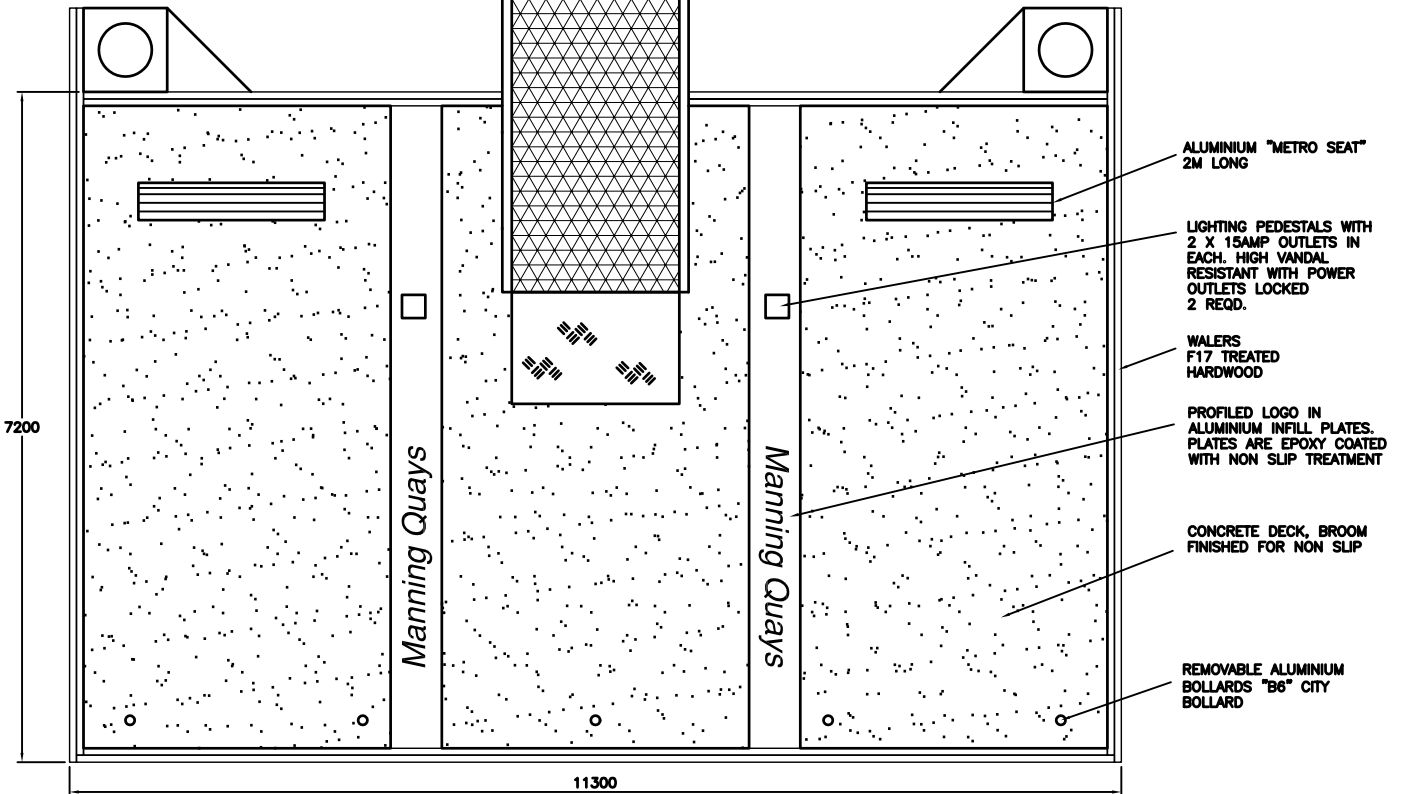 ALUMINIUM "METRO SEAT"
2M LONG
LIGHTING PEDESTALS WITH
2 X 15AMP OUTLETS IN
EACH. HIGH VANDAL
RESISTANT WITH POWER
OUTLETS LOCKED
2 REQD.
WALERS
F17 TREATED
HARDWOOD
PROFILED LOGO IN
ALUMINIUM INFILL PLATES.
PLATES ARE EPOXY COATED
WITH NON SLIP TREATMENT
7200
Manning Quays
Manning Quays
CONCRETE DECK, BROOM
FINISHED FOR NON SLIP
REMOVABLE ALUMINIUM
BOLLARDS "B6" CITY
BOLLARD
11300